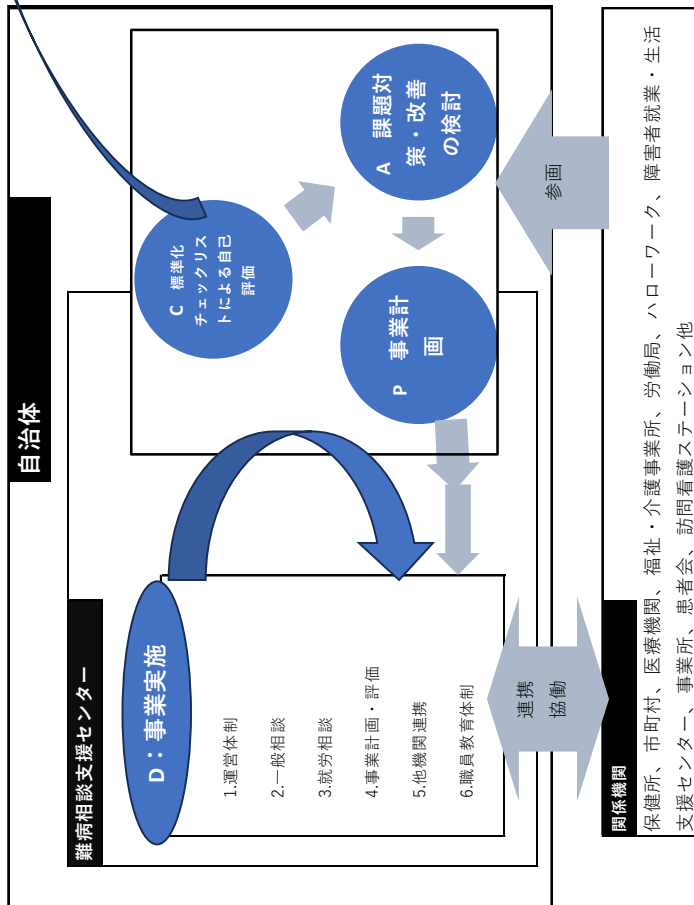 自治体
難病相談支援センター
D：事業実施
1.運営体制
2.一般相談
3.就労相談
4.事業計画・評価
5.他機関連携
6.職員教育体制
C 標準化
チェックリス
トによる自己
評価
A 課題対
策・改善
の検討
P 事業計
画
連携
協働
参画
関係機関
保健所、市町村、医療機関、福祉・介護事業所、労働局、ハローワーク、障害者就業・生活
支援センター、事業所、患者会、訪問看護ステーション他